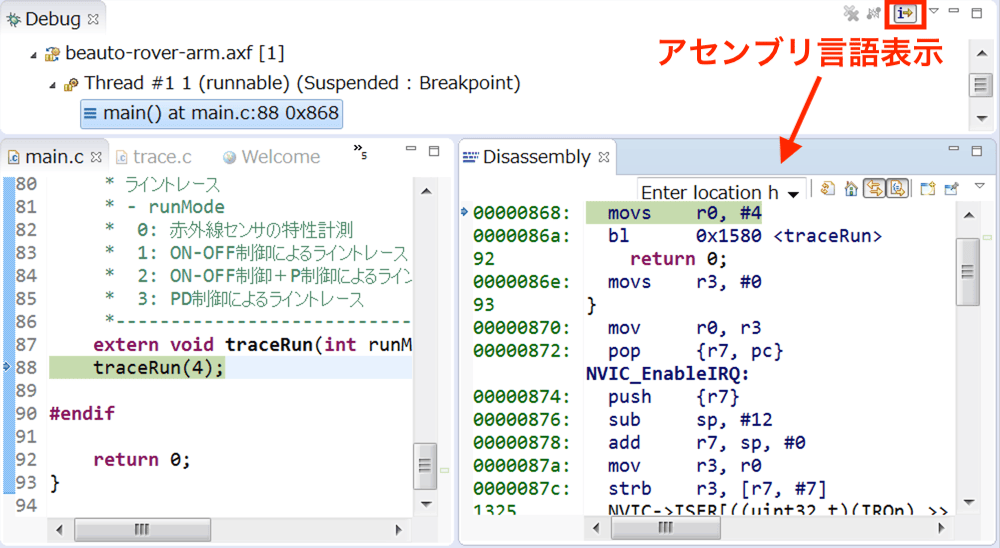 Debug
i
アセンブリ言語表示
beauto-rover-arm.axf [1]
Thread #1 1 (runnable) (Suspended : Breakpoint)
main() at main.c:88 0x868
main.c
trace.c
Welcome
»5
80 * ライントレース
81 * - runMode
82 * 0: 赤外線センサの特性計測
83 * 1: ON-OFF制御によるライントレース
84 * 2: ON-OFF制御＋P制御によるライン
85 * 3: PD制御によるライントレース
86 *----------------------------
87 extern void traceRun(int runM
88 traceRun(4);
89
90 #endif
91
92 return 0;
93 }
94
Disassembly
Enter location h
00000868: movs r0, #4
0000086a: bl 0x1580 <traceRun>
92 return 0;
0000086e: movs r3, #0
93 }
00000870: mov r0, r3
00000872: pop {r7, pc}
NVIC_EnableIRQ:
00000874: push {r7}
00000876: sub sp, #12
00000878: add r7, sp, #0
0000087a: mov r3, r0
0000087c: strb r3, [r7, #7]
1325 NVIC->ISER[((uint32_t)(IRQn) >>